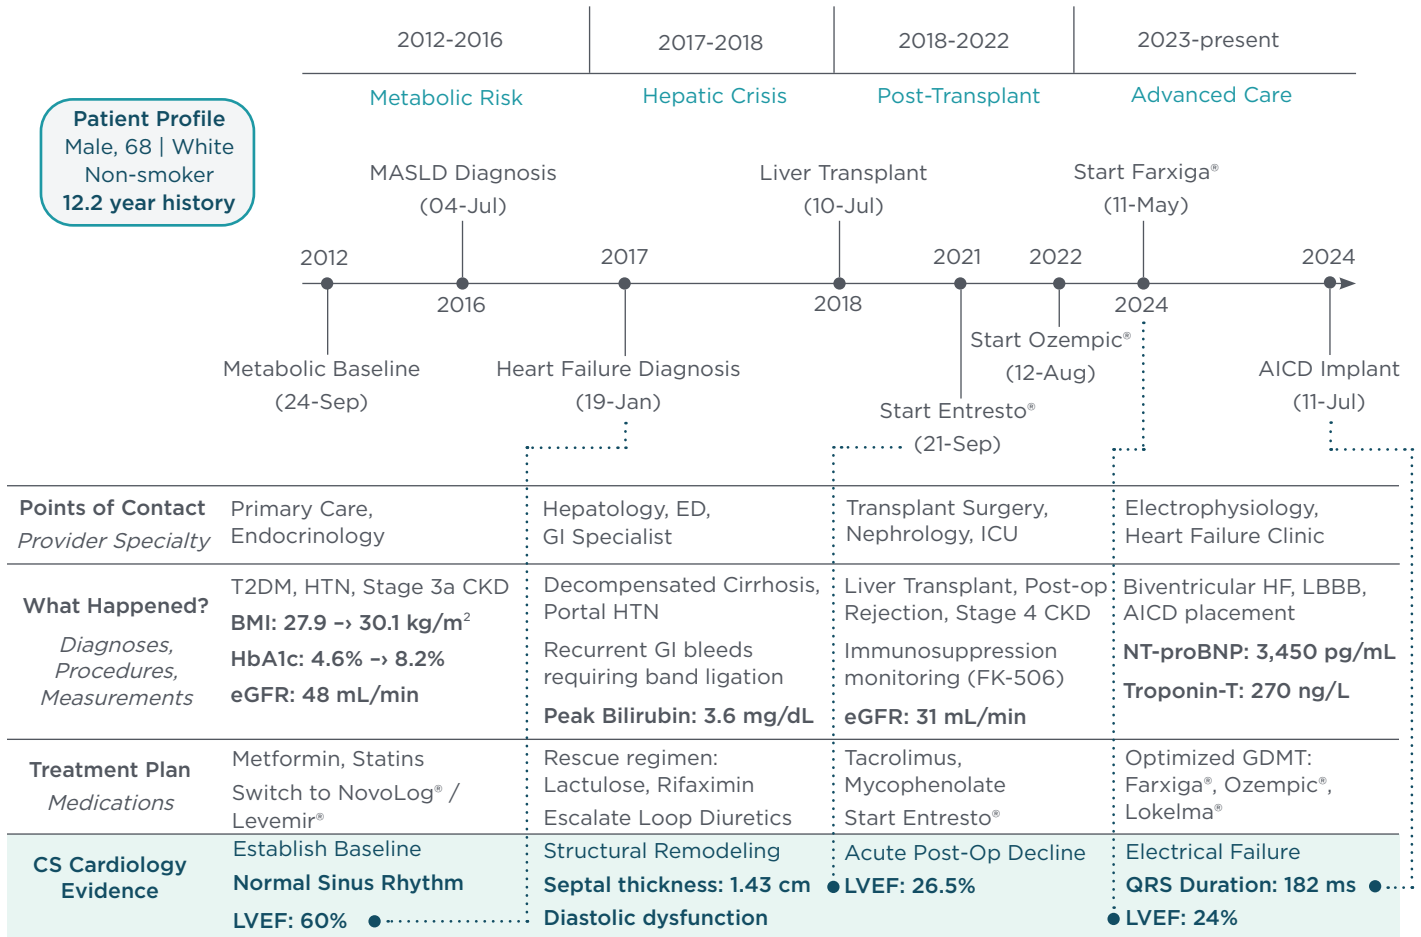 2012-2016
2017-2018
2018-2022
2023-present
Metabolic Risk
Hepatic Crisis
Post-Transplant
Advanced Care
Patient Profile
Male, 68 | White
Non-smoker
12.2 year history
MASLD Diagnosis
(04-Jul)
Liver Transplant
(10-Jul)
Start Farxiga®
(11-May)
2012
2017
2021
2022
2024
2016
2018
2024
Metabolic Baseline
(24-Sep)
Heart Failure Diagnosis
(19-Jan)
Start Ozempic®
(12-Aug)
Start Entresto®
(21-Sep)
AICD Implant
(11-Jul)
Points of Contact
Provider Specialty
Primary Care,
Endocrinology
Hepatology, ED,
GI Specialist
Transplant Surgery,
Nephrology, ICU
Electrophysiology,
Heart Failure Clinic
What Happened?
Diagnoses,
Procedures,
Measurements
T2DM, HTN, Stage 3a CKD
BMI: 27.9 –› 30.1 kg/m²
HbA1c: 4.6% –› 8.2%
eGFR: 48 mL/min
Decompensated Cirrhosis,
Portal HTN
Recurrent GI bleeds
requiring band ligation
Peak Bilirubin: 3.6 mg/dL
Liver Transplant, Post-op
Rejection, Stage 4 CKD
Immunosuppression
monitoring (FK-506)
eGFR: 31 mL/min
Biventricular HF, LBBB,
AICD placement
NT-proBNP: 3,450 pg/mL
Troponin-T: 270 ng/L
Treatment Plan
Medications
Metformin, Statins
Switch to NovoLog® /
Levemir®
Rescue regimen:
Lactulose, Rifaximin
Escalate Loop Diuretics
Tacrolimus,
Mycophenolate
Start Entresto®
Optimized GDMT:
Farxiga®, Ozempic®,
Lokelma®
CS Cardiology
Evidence
Establish Baseline
Normal Sinus Rhythm
LVEF: 60%
Structural Remodeling
Septal thickness: 1.43 cm
Diastolic dysfunction
Acute Post-Op Decline
LVEF: 26.5%
Electrical Failure
QRS Duration: 182 ms
LVEF: 24%